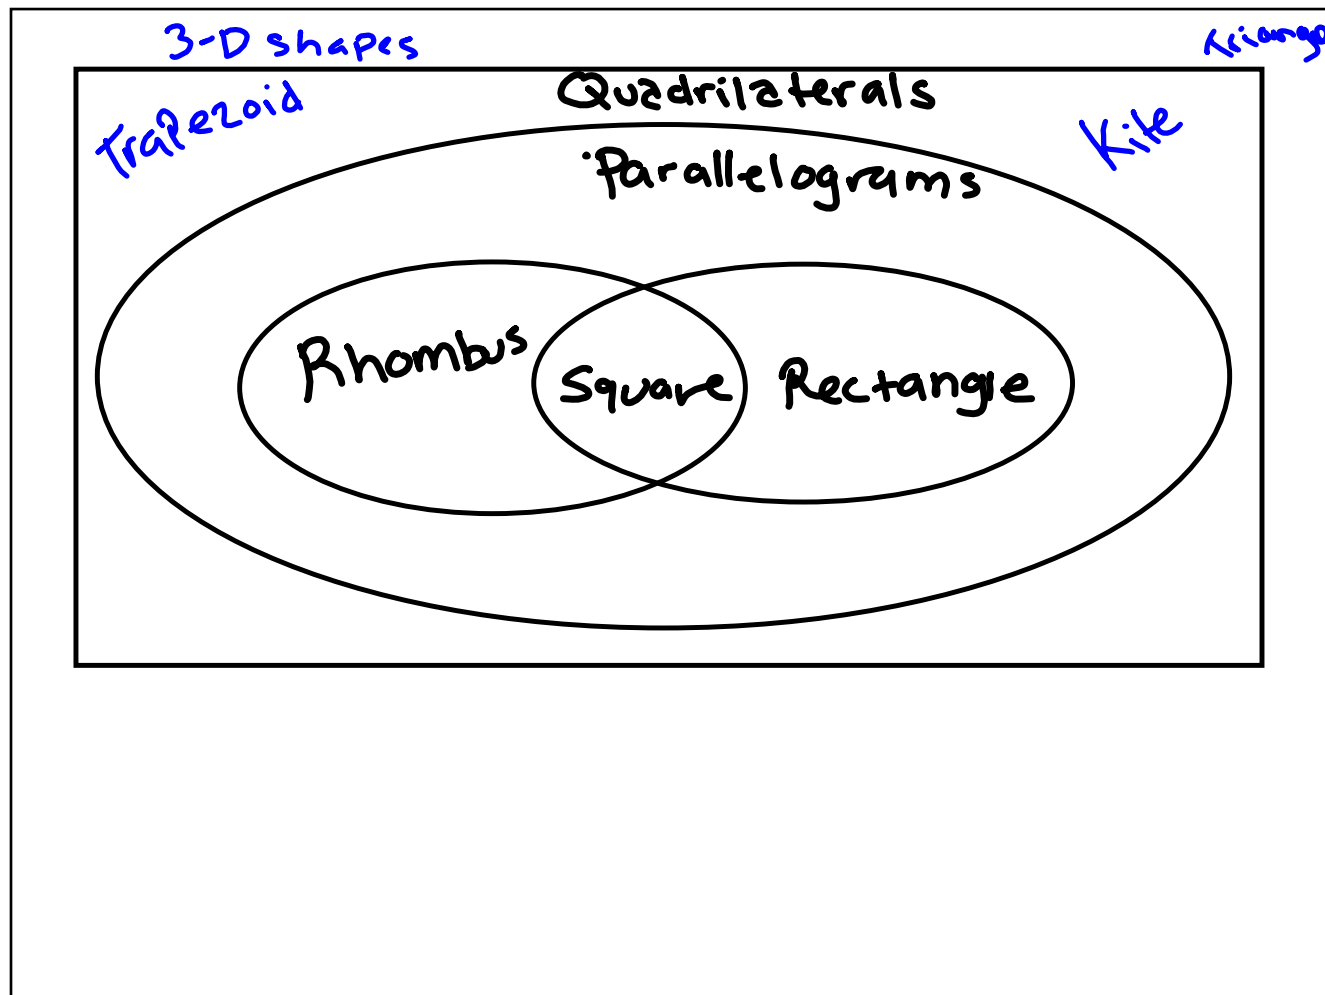 3-D shapes
Quadrilaterals
Trapezoid
Kite
Parallelograms
Rhombus
Square
Rectangle